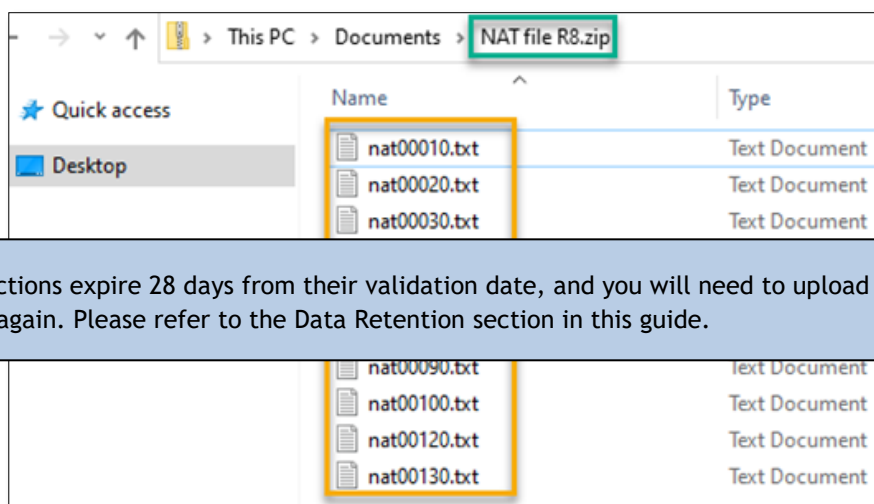 This PC > Documents > NAT file R8.zip
Quick access
Name
Type
Desktop
nat00010.txt Text Document
nat00020.txt Text Document
nat00030.txt Text Document
ctions expire 28 days from their validation date, and you will need to upload
again. Please refer to the Data Retention section in this guide.
nat00090.txt Text Document
nat00100.txt Text Document
nat00120.txt Text Document
nat00130.txt Text Document